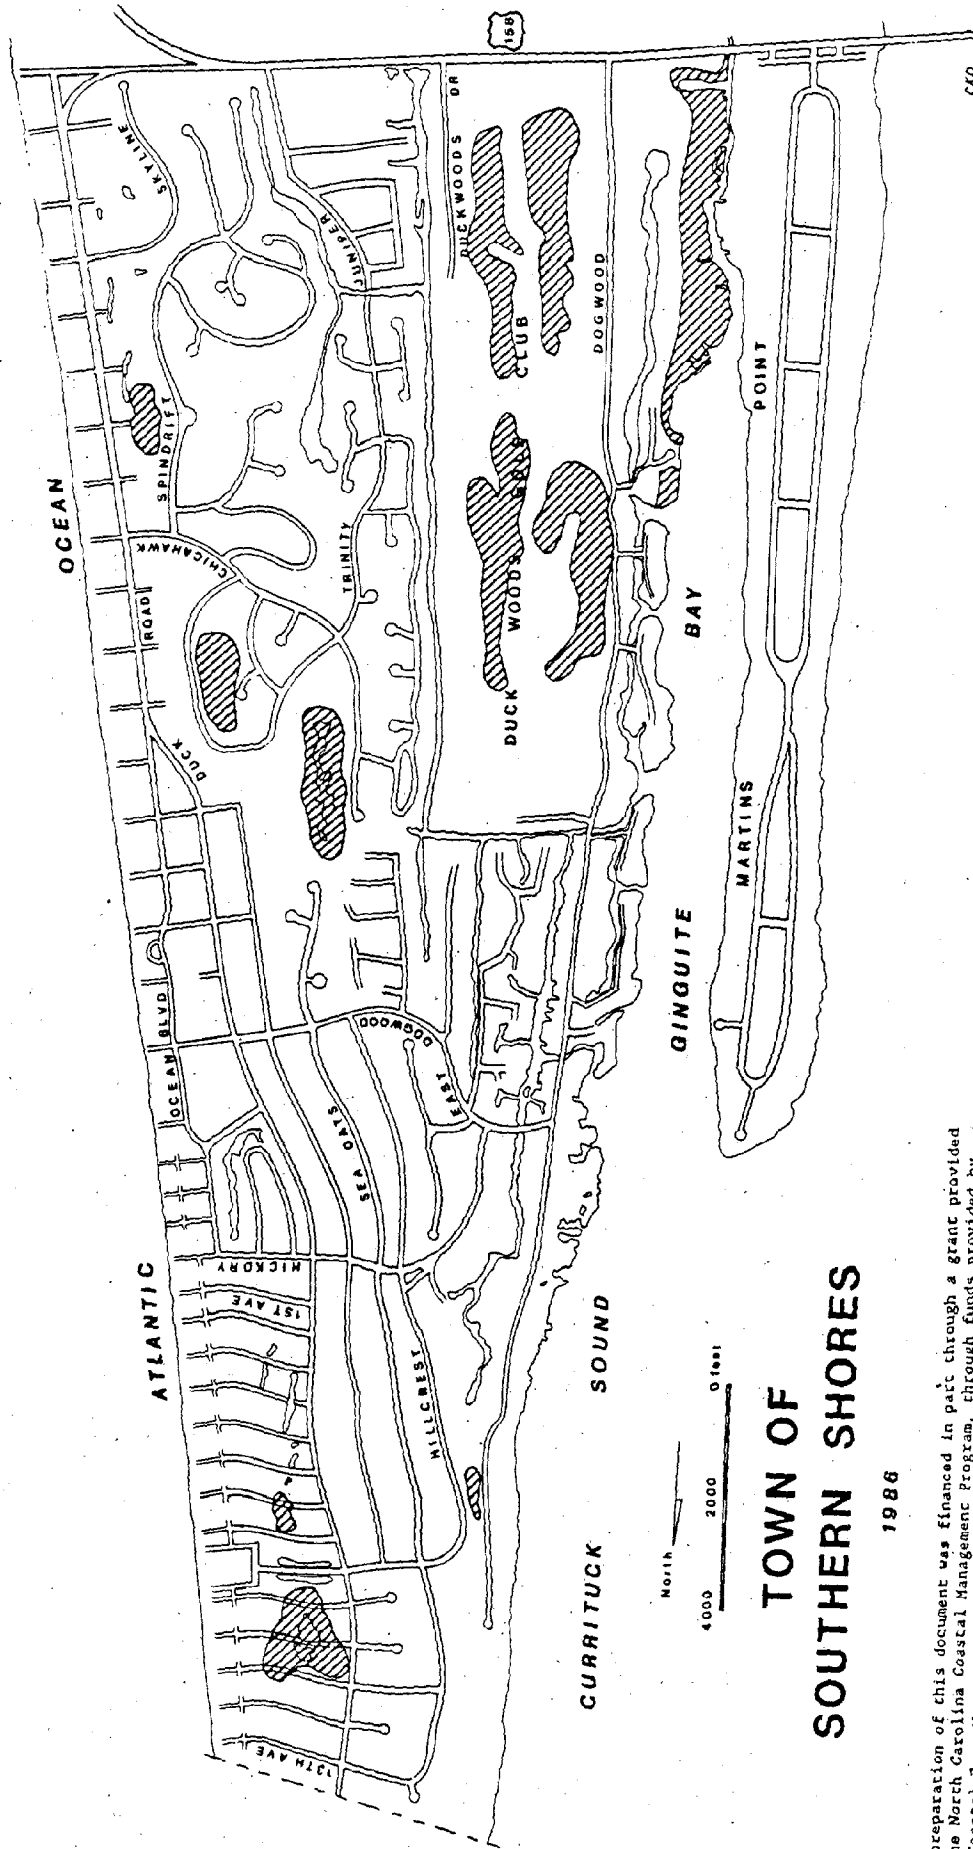 158
SKYLINE
JUNIPER
DUCKWOODS DR
DOGWOOD
POINT
OCEAN
SPINDRIFT
CHICAHAWK
TRINITY
ROAD
DUCK
DUCK WOODS GOLF CLUB
BAY
MARTINS
QINGUITE
OCEAN BLVD
DOGWOOD
EAST
SEA OATS
HICKORY
1ST AVE
HILLCREST
13TH AVE
ATLANTIC
SOUND
CURRITUCK
North
4000 2000 0 feet
TOWN OF
SOUTHERN SHORES
1986
preparation of this document was financed in part through a grant provided
North Carolina Coastal Management Program, through funds provided by